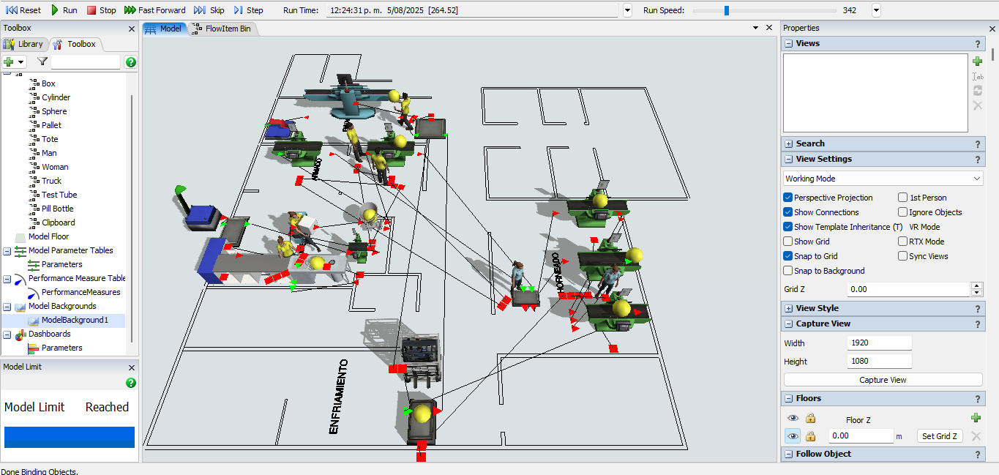 Reset Run Stop Fast Forward Skip Step Run Time: 12:24:31 p. m. 5/08/2025 [264.52] Run Speed: 342
Toolbox
Library Toolbox
Box
Cylinder
Sphere
Pallet
Tote
Man
Woman
Truck
Test Tube
Pill Bottle
Clipboard
Model Floor
Model Parameter Tables
Parameters
Performance Measure Table
PerformanceMeasures
Model Backgrounds
ModelBackground1
Dashboards
Parameters
Model Limit
Model Limit Reached
Model FlowItem Bin
ARMADO
HORNEADO
ENFRIAMIENTO
Properties
Views
Search
View Settings
Working Mode
Perspective Projection 1st Person
Show Connections Ignore Objects
Show Template Inheritance (T) VR Mode
Show Grid RTX Mode
Snap to Grid Sync Views
Snap to Background
Grid Z 0.00
View Style
Capture View
Width 1920
Height 1080
Capture View
Floors
Floor Z
0.00 m Set Grid Z
Follow Object
Done Binding Objects.